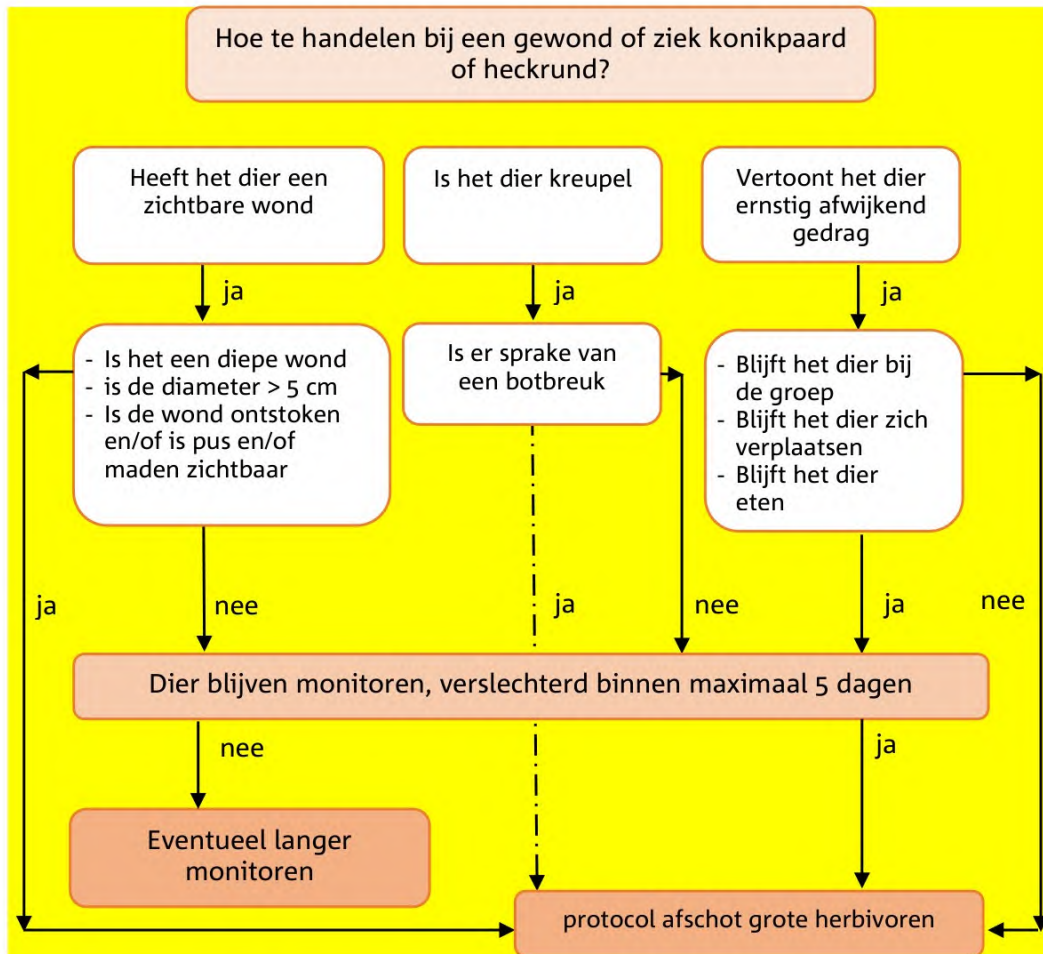 Hoe te handelen bij een gewond of ziek konikpaard
of heckrund?
Heeft het dier een
zichtbare wond
Is het dier kreupel
Vertoont het dier
ernstig afwijkend
gedrag
ja
ja
ja
- Is het een diepe wond
- is de diameter > 5 cm
- Is de wond ontstoken
en/of is pus en/of
maden zichtbaar
Is er sprake van
een botbreuk
- Blijft het dier bij
de groep
- Blijft het dier zich
verplaatsen
- Blijft het dier
eten
ja
nee
ja
nee
ja
nee
Dier blijven monitoren, verslechterd binnen maximaal 5 dagen
nee
ja
Eventueel langer
monitoren
protocol afschot grote herbivoren